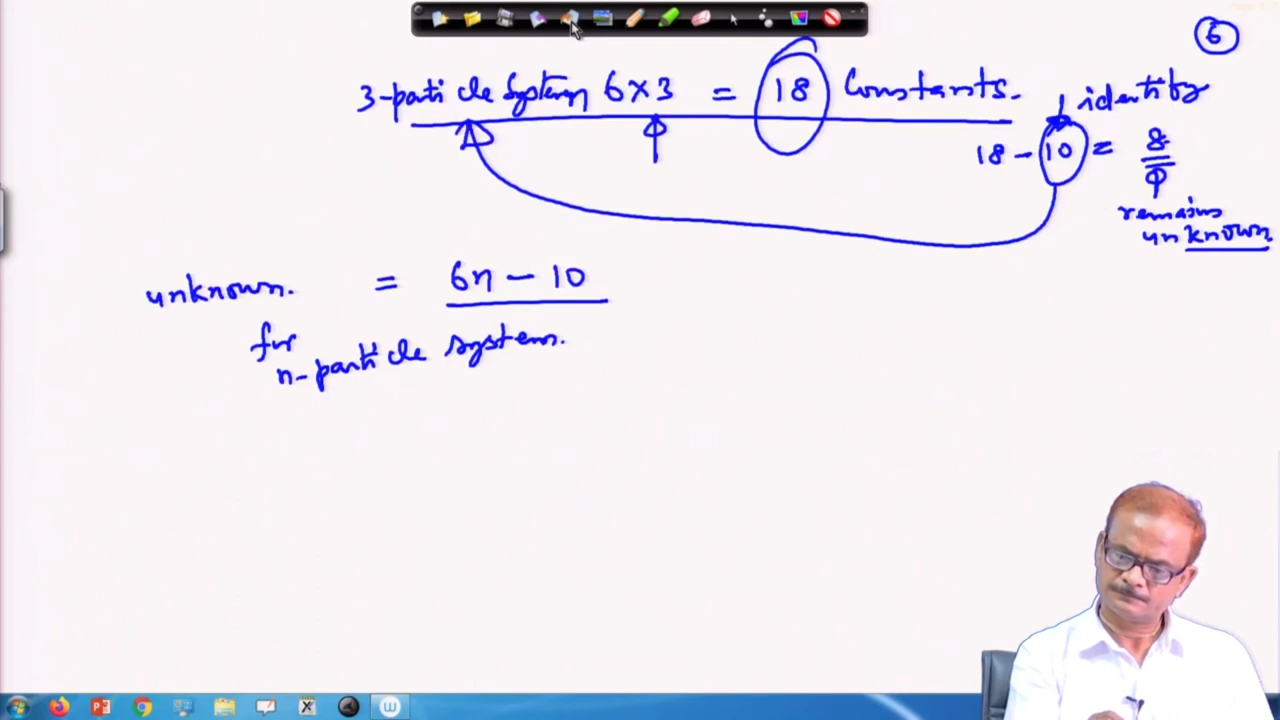 6
3-particle System 6×3 = 18 Constants.
identity
18 - 10 = 8
remains
unknown
unknown. = 6n - 10
for
n-particle system.